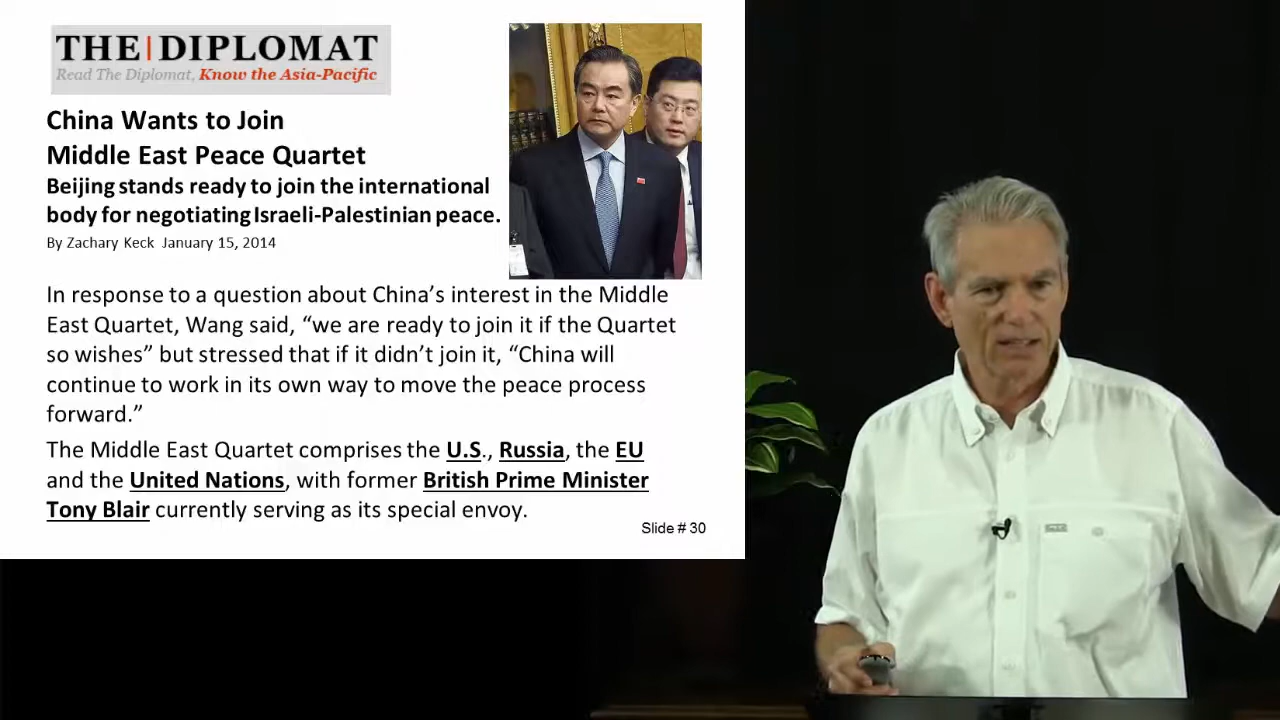 THE|DIPLOMAT
Read The Diplomat, Know the Asia-Pacific
China Wants to Join
Middle East Peace Quartet
Beijing stands ready to join the international
body for negotiating Israeli-Palestinian peace.
By Zachary Keck January 15, 2014
In response to a question about China’s interest in the Middle
East Quartet, Wang said, “we are ready to join it if the Quartet
so wishes” but stressed that if it didn’t join it, “China will
continue to work in its own way to move the peace process
forward.”
The Middle East Quartet comprises the U.S., Russia, the EU
and the United Nations, with former British Prime Minister
Tony Blair currently serving as its special envoy.
Slide # 30